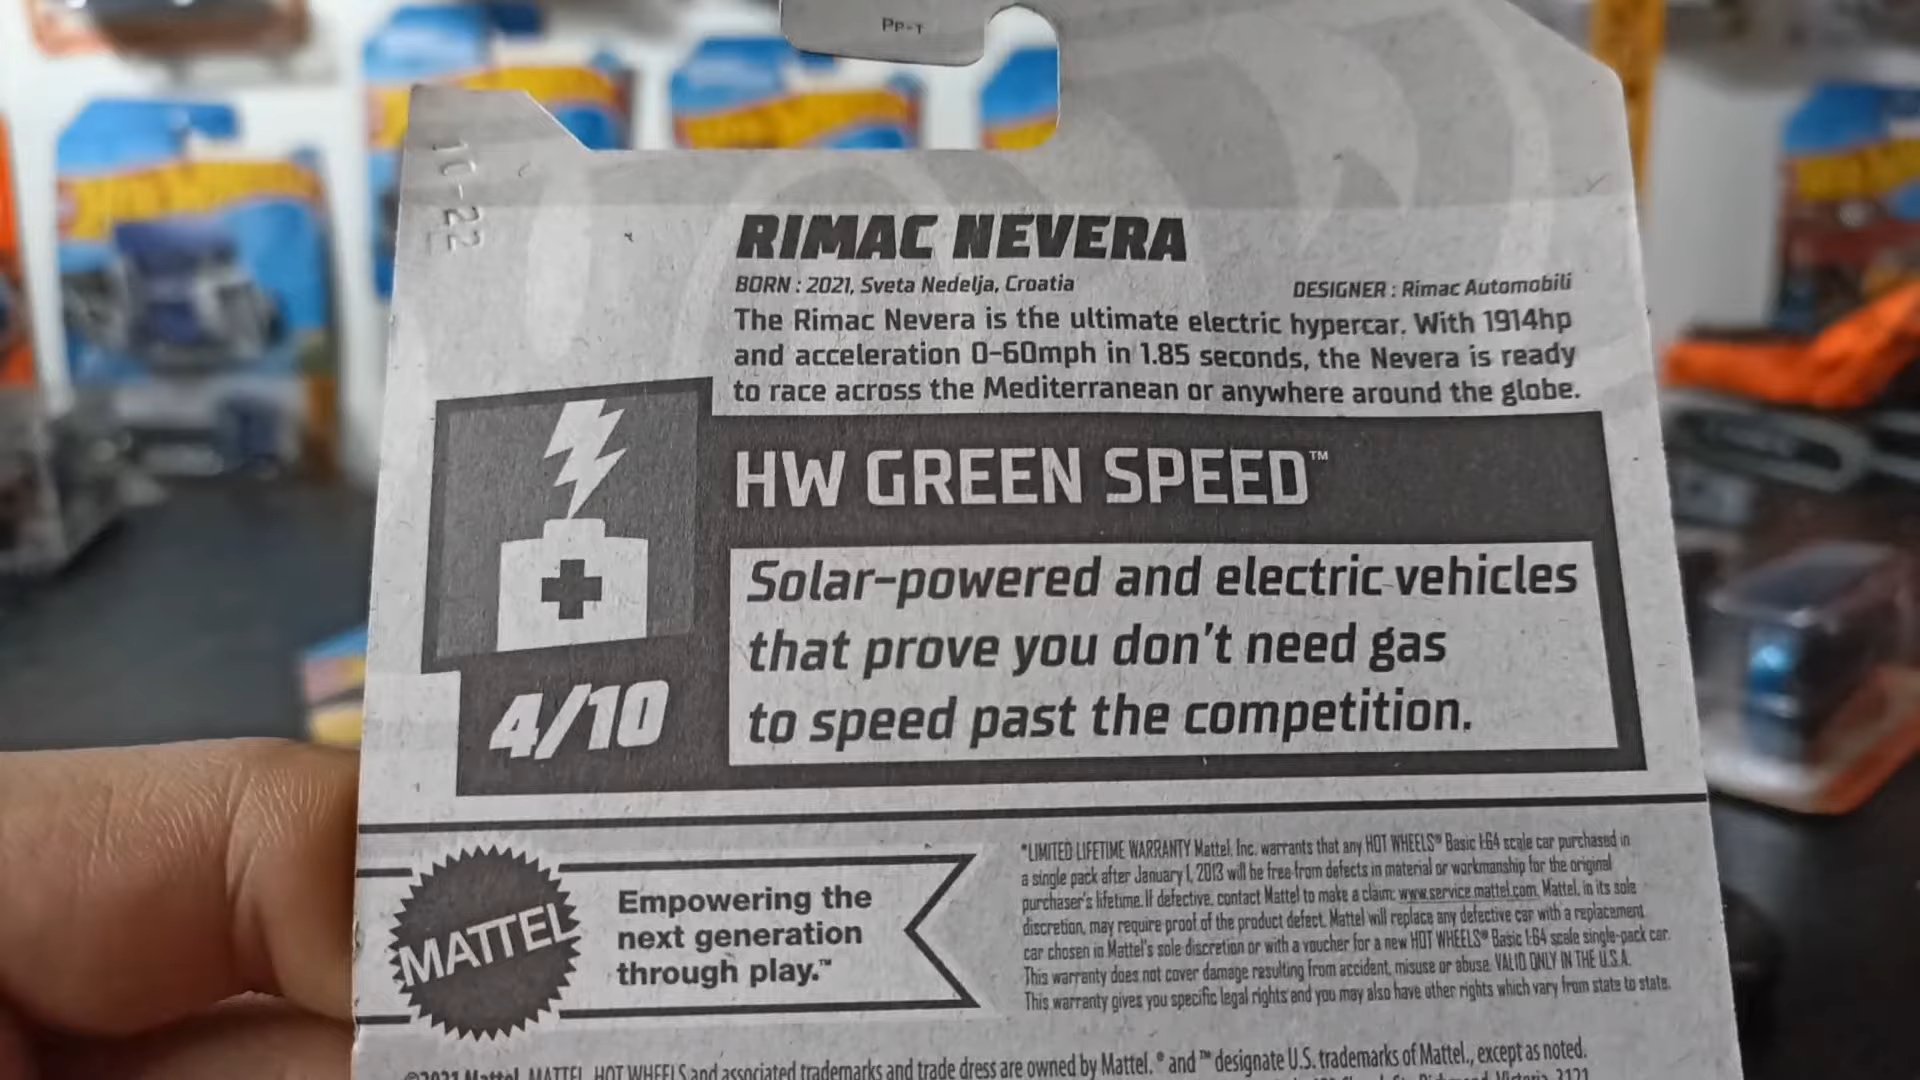 PP-T
10-22
RIMAC NEVERA
BORN : 2021, Sveta Nedelja, Croatia
DESIGNER : Rimac Automobili
The Rimac Nevera is the ultimate electric hypercar. With 1914hp
and acceleration 0-60mph in 1.85 seconds, the Nevera is ready
to race across the Mediterranean or anywhere around the globe.
HW GREEN SPEED™
Solar-powered and electric vehicles
that prove you don't need gas
to speed past the competition.
4/10
MATTEL
Empowering the
next generation
through play.™
*LIMITED LIFETIME WARRANTY Mattel, Inc. warrants that any HOT WHEELS® Basic 1:64 scale car purchased in
a single pack after January 1, 2013 will be free from defects in material or workmanship for the original
purchaser's lifetime. If defective, contact Mattel to make a claim: www.service.mattel.com. Mattel, in its sole
discretion, may require proof of the product defect. Mattel will replace any defective car with a replacement
car chosen in Mattel's sole discretion or with a voucher for a new HOT WHEELS® Basic 1:64 scale single-pack car.
This warranty does not cover damage resulting from accident, misuse or abuse. VALID ONLY IN THE U.S.A.
This warranty gives you specific legal rights and you may also have other rights which vary from state to state.
©2021 Mattel. MATTEL, HOT WHEELS and associated trademarks and trade dress are owned by Mattel. ® and ™ designate U.S. trademarks of Mattel., except as noted.
Victoria 3121